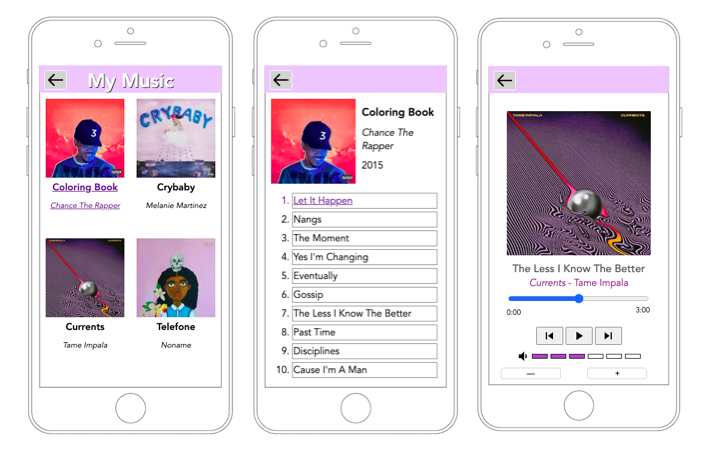 My Music
3
CRYBABY
Coloring Book
Chance The Rapper
Crybaby
Melanie Martinez
TAME IMPALA
CURRENTS
Currents
Tame Impala
Telefone
Noname
3
Coloring Book
Chance The
Rapper
2015
1. Let It Happen
2. Nangs
3. The Moment
4. Yes I'm Changing
5. Eventually
6. Gossip
7. The Less I Know The Better
8. Past Time
9. Disciplines
10. Cause I'm A Man
TAME IMPALA
CURRENTS
The Less I Know The Better
Currents - Tame Impala
0:00
3:00
—
+